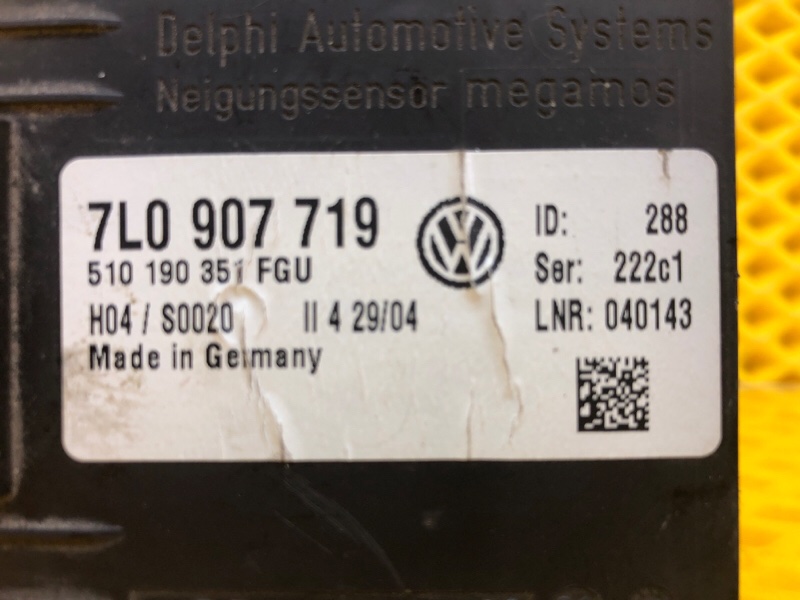 Delphi Automotive Systems
Neigungssensor megamos
7L0 907 719
510 190 351 FGU
H04 / S0020 II 4 29/04
Made in Germany
ID: 288
Ser: 222c1
LNR: 040143